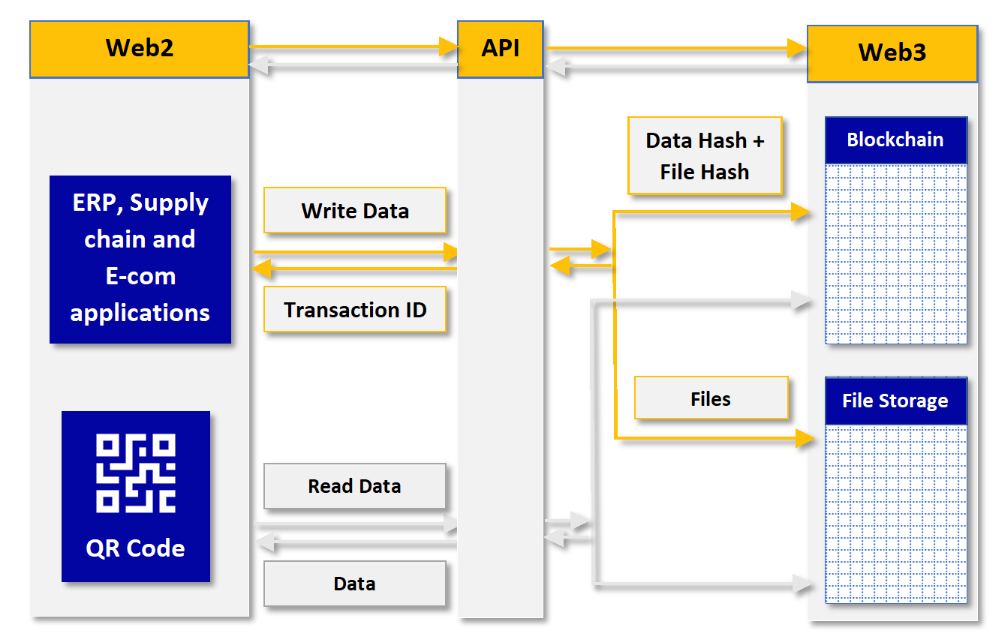 Web2
API
Web3
Data Hash +
File Hash
Blockchain
ERP, Supply
chain and
E-com
applications
Write Data
Transaction ID
Files
File Storage
QR Code
Read Data
Data